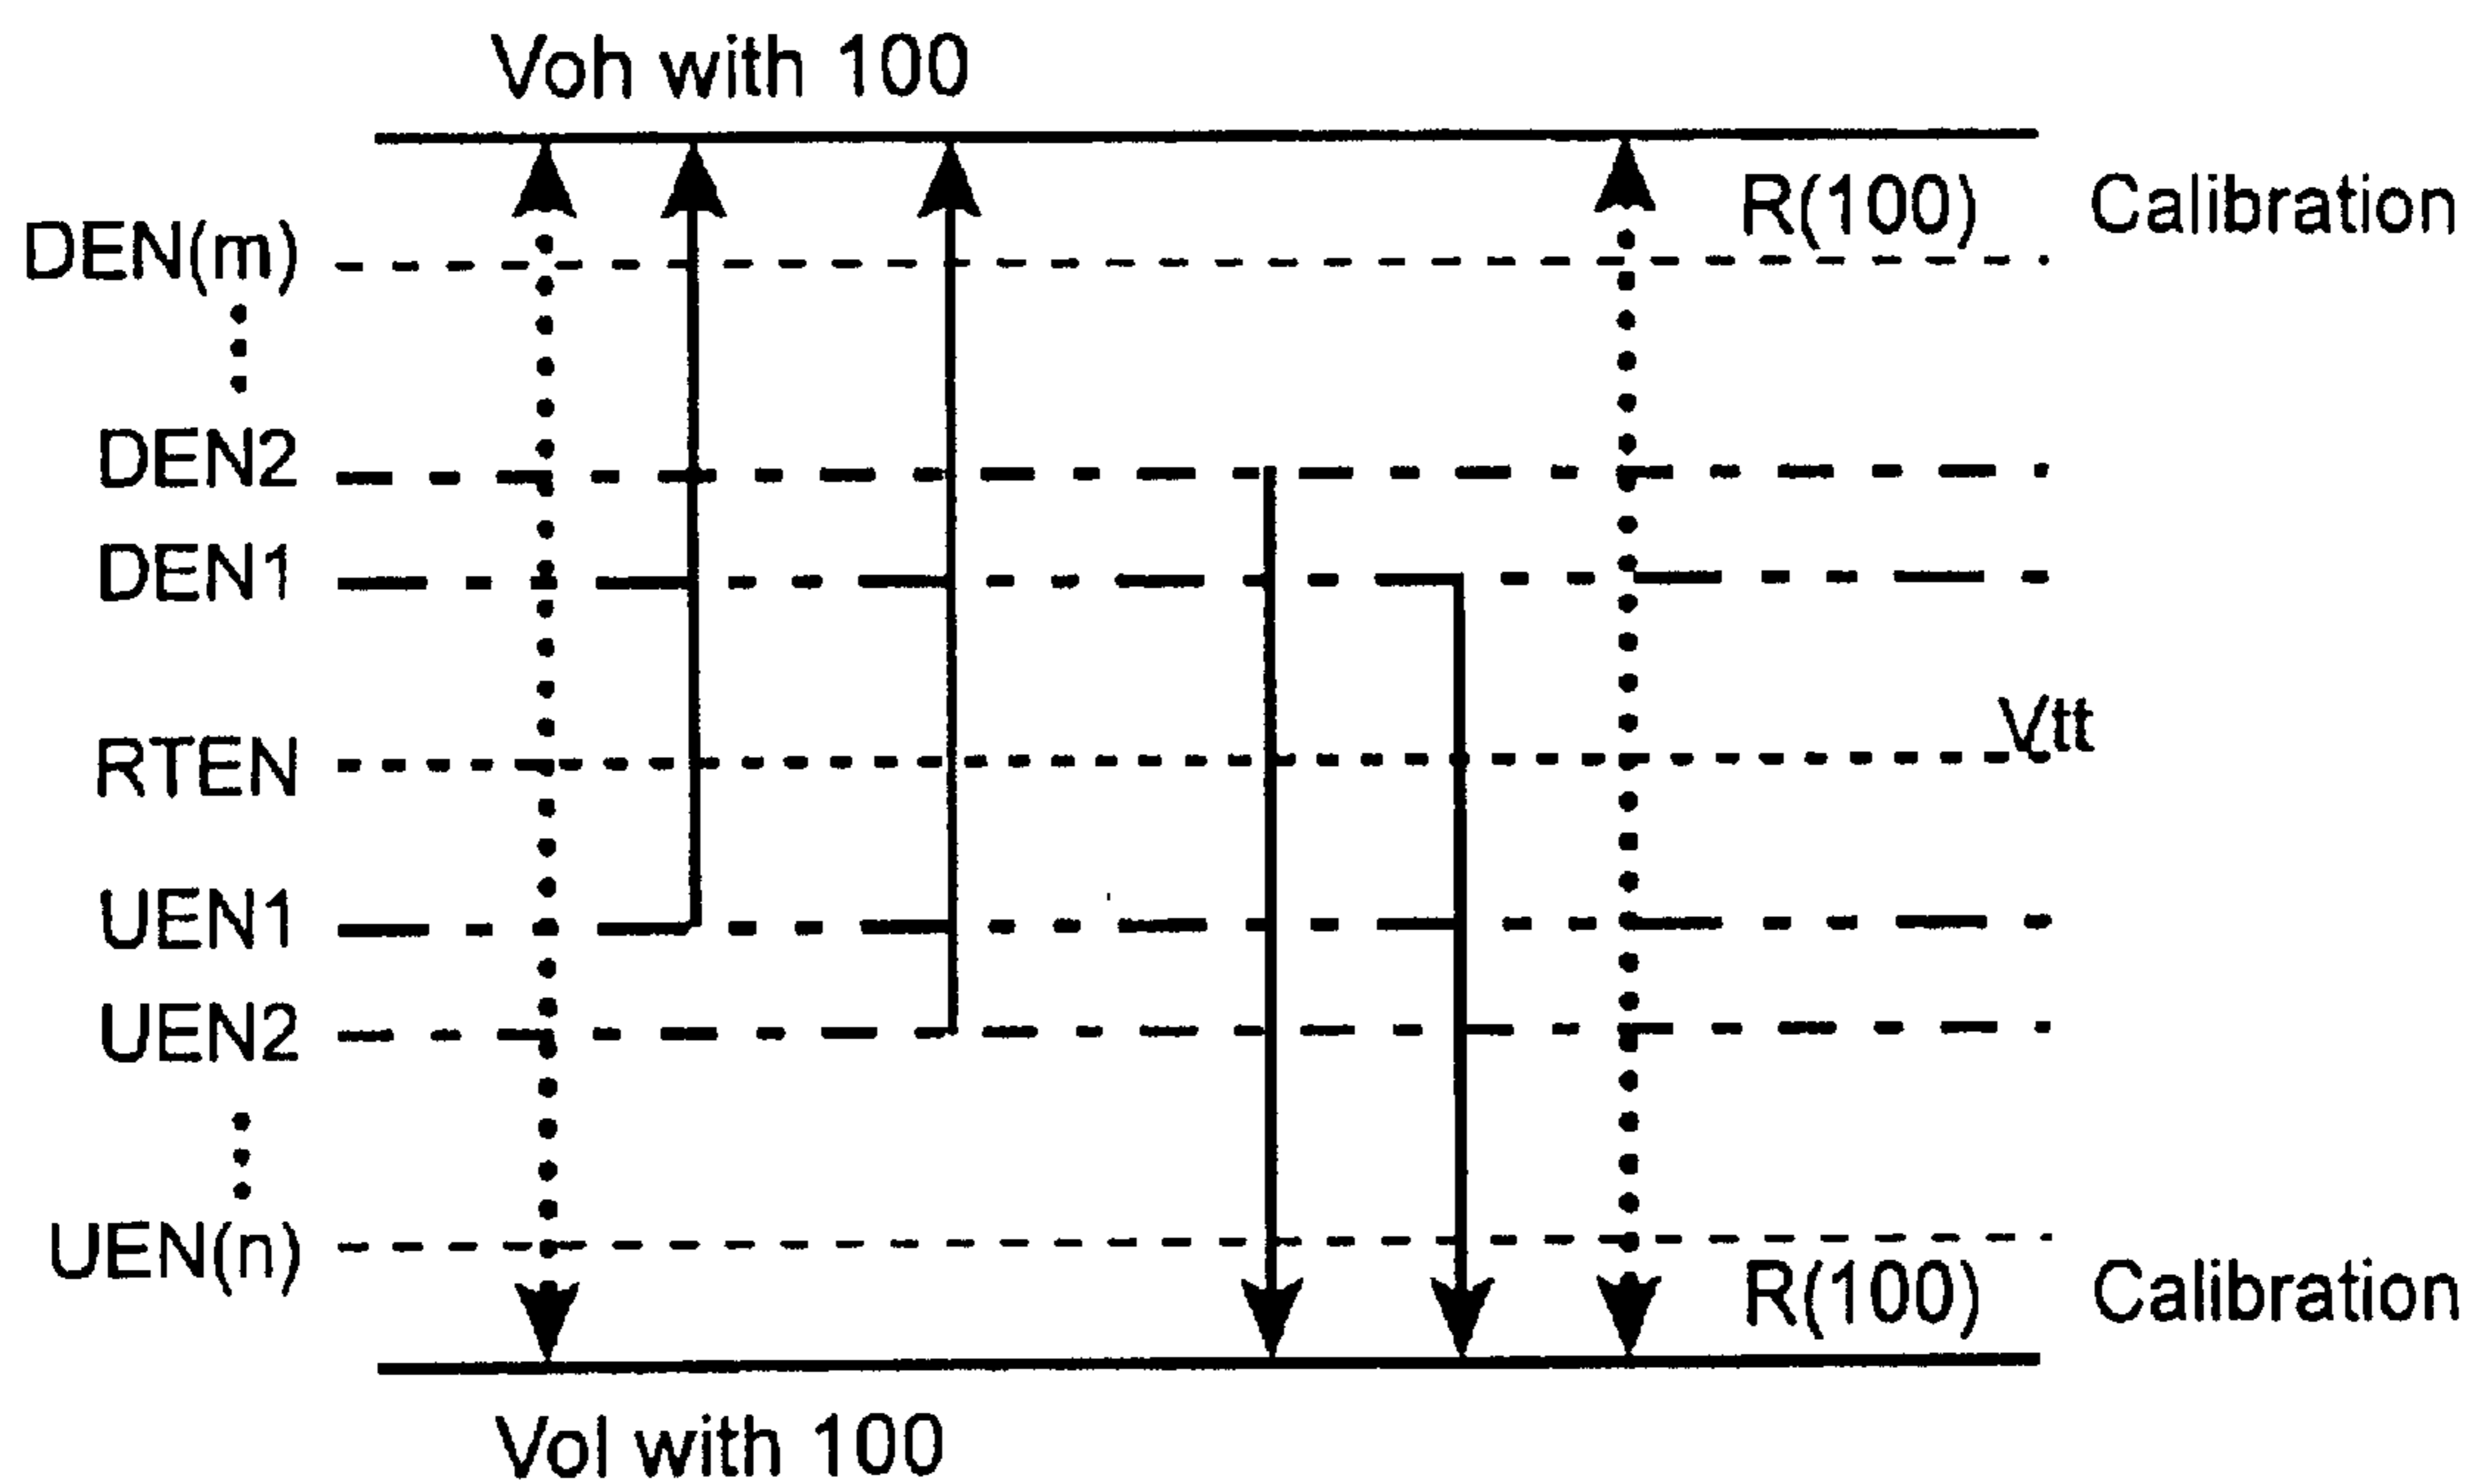 Voh with 100
R(100) Calibration
DEN(m)
DEN2
DEN1
Vtt
RTEN
UEN1
UEN2
UEN(n)
R(100) Calibration
Vol with 100